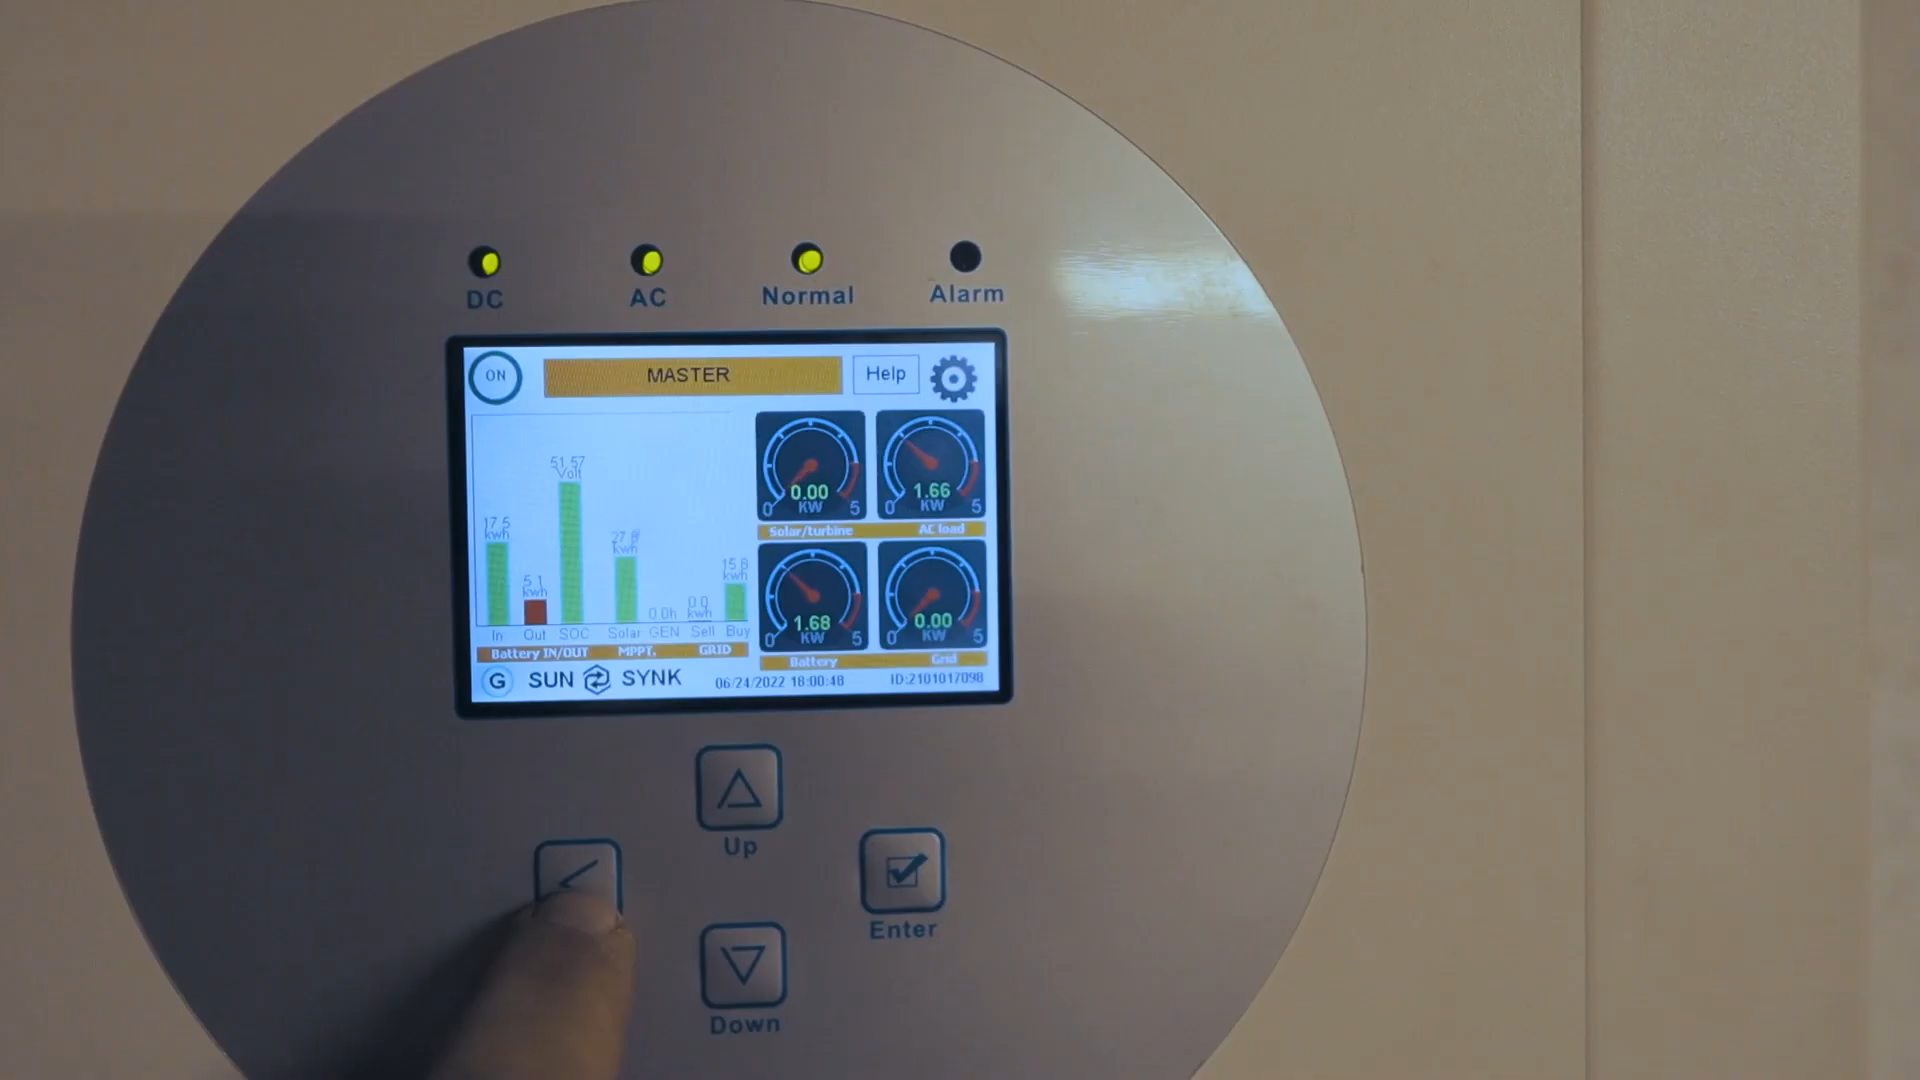 DC AC Normal Alarm
ON MASTER Help
51.57
Volt
17.5
kwh
27.8
kwh
5.1
kwh
15.8
kwh
0.0h
0.0
kwh
In Out SOC Solar GEN Sell Buy
Battery IN/OUT MPPT. GRID
0.00
KW
0 5
1.66
KW
0 5
Solar/turbine AC load
1.68
KW
0 5
0.00
KW
0 5
Battery Grid
G SUN SYNK 06/24/2022 18:00:48 ID:2101017098
Up
Enter
Down